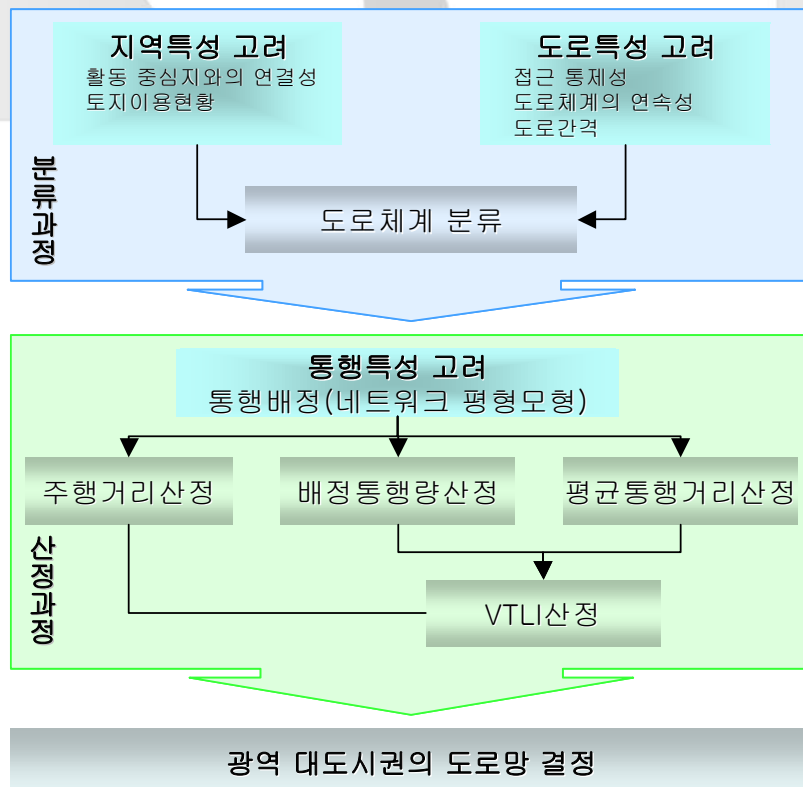 지역특성 고려
활동 중심지와의 연결성
토지이용현황
도로특성 고려
접근 통제성
도로체계의 연속성
도로간격
분류과정
도로체계 분류
통행특성 고려
통행배정(네트워크 평형모형)
주행거리산정
배정통행량산정
평균통행거리산정
산정과정
VTLI산정
광역 대도시권의 도로망 결정